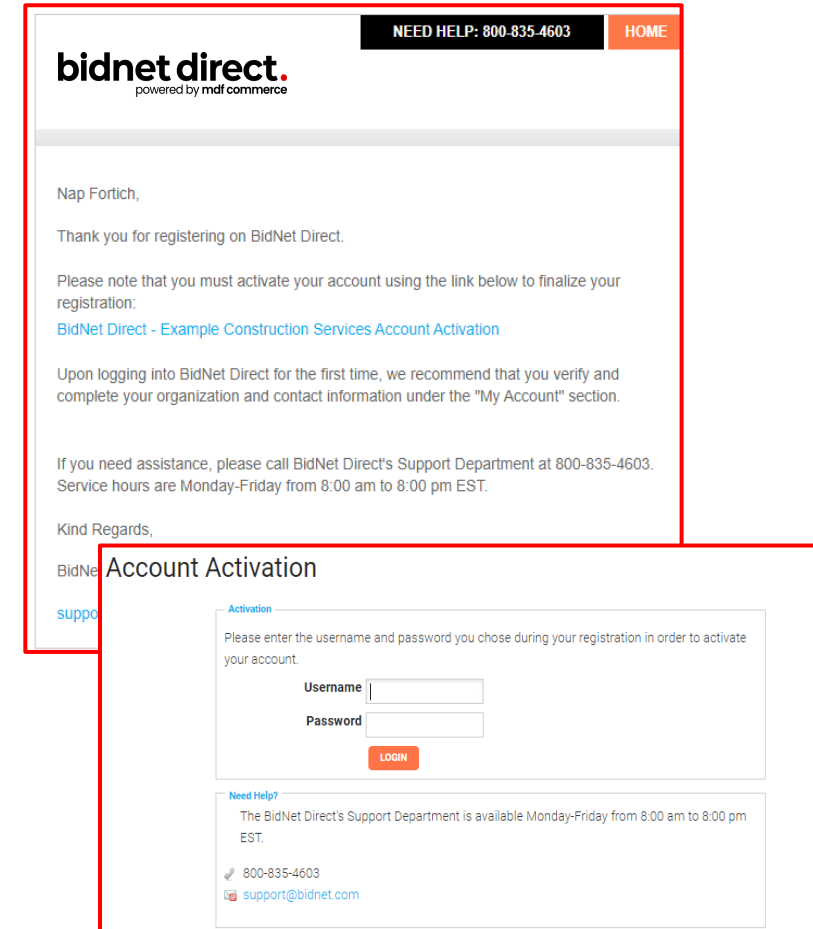 NEED HELP: 800-835-4603
HOME
bidnet direct.
powered by mdf commerce
Nap Fortich,
Thank you for registering on BidNet Direct.
Please note that you must activate your account using the link below to finalize your
registration:
BidNet Direct - Example Construction Services Account Activation
Upon logging into BidNet Direct for the first time, we recommend that you verify and
complete your organization and contact information under the "My Account" section.
If you need assistance, please call BidNet Direct's Support Department at 800-835-4603.
Service hours are Monday-Friday from 8:00 am to 8:00 pm EST.
Kind Regards,
BidNe
suppo
Account Activation
Activation
Please enter the username and password you chose during your registration in order to activate
your account.
Username
Password
LOGIN
Need Help?
The BidNet Direct's Support Department is available Monday-Friday from 8:00 am to 8:00 pm
EST.
800-835-4603
support@bidnet.com